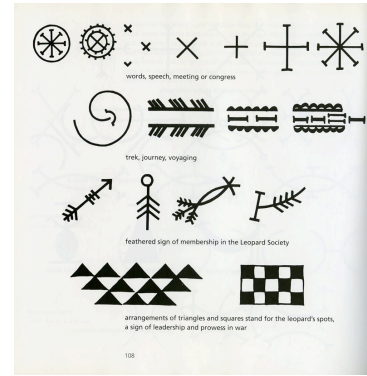 words, speech, meeting or congress
trek, journey, voyaging
feathered sign of membership in the Leopard Society
arrangements of triangles and squares stand for the leopard's spots,
a sign of leadership and prowess in war
108